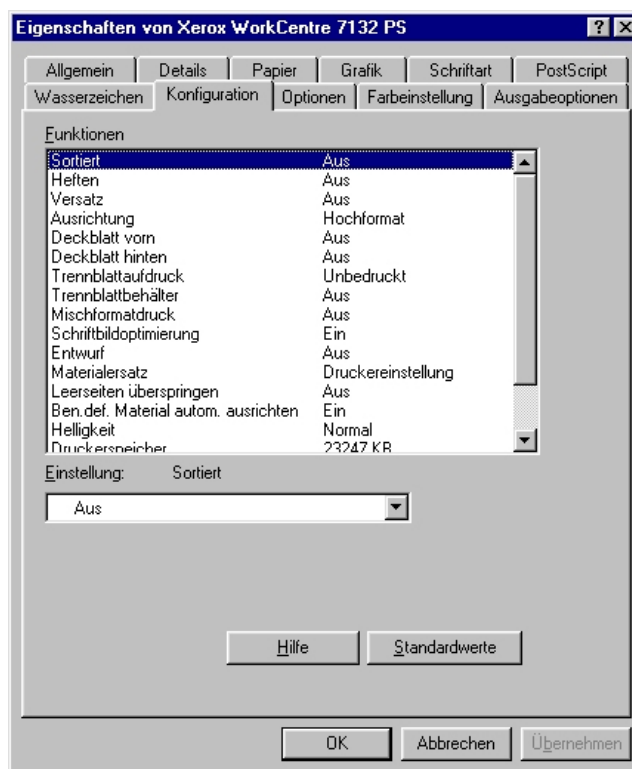 Eigenschaften von Xerox WorkCentre 7132 PS
Allgemein Details Papier Grafik Schriftart PostScript
Wasserzeichen Konfiguration Optionen Farbeinstellung Ausgabeoptionen
Funktionen
Sortiert Aus
Heften Aus
Versatz Aus
Ausrichtung Hochformat
Deckblatt vorn Aus
Deckblatt hinten Aus
Trennblattaufdruck Unbedruckt
Trennblattbehälter Aus
Mischformatdruck Aus
Schriftbildoptimierung Ein
Entwurf Aus
Materialersatz Druckereinstellung
Leerseiten überspringen Aus
Ben.def. Material autom. ausrichten Ein
Helligkeit Normal
Druckerspeicher 23247 KB
Einstellung: Sortiert
Aus
Hilfe Standardwerte
OK Abbrechen Übernehmen